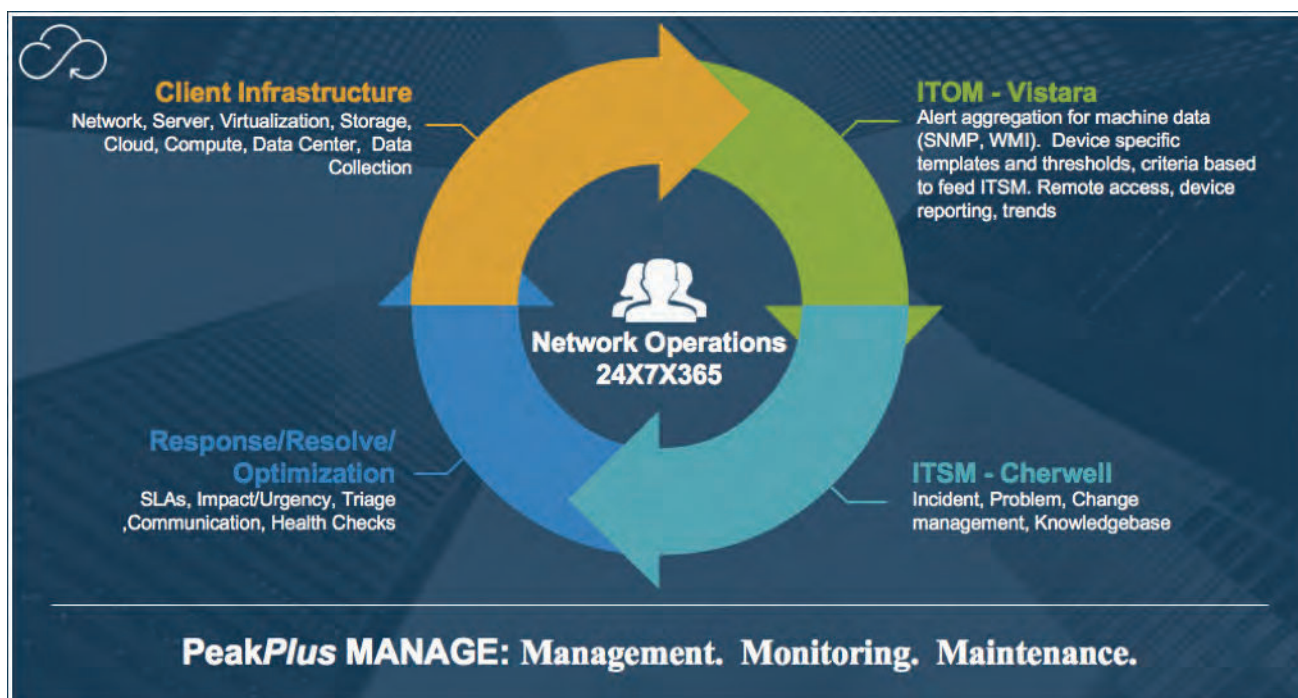 Client Infrastructure
Network, Server, Virtualization, Storage,
Cloud, Compute, Data Center, Data
Collection
ITOM - Vistara
Alert aggregation for machine data
(SNMP, WMI). Device specific
templates and thresholds, criteria based
to feed ITSM. Remote access, device
reporting, trends
Network Operations
24X7X365
Response/Resolve/
Optimization
SLAs, Impact/Urgency, Triage
,Communication, Health Checks
ITSM - Cherwell
Incident, Problem, Change
management, Knowledgebase
PeakPlus MANAGE: Management. Monitoring. Maintenance.